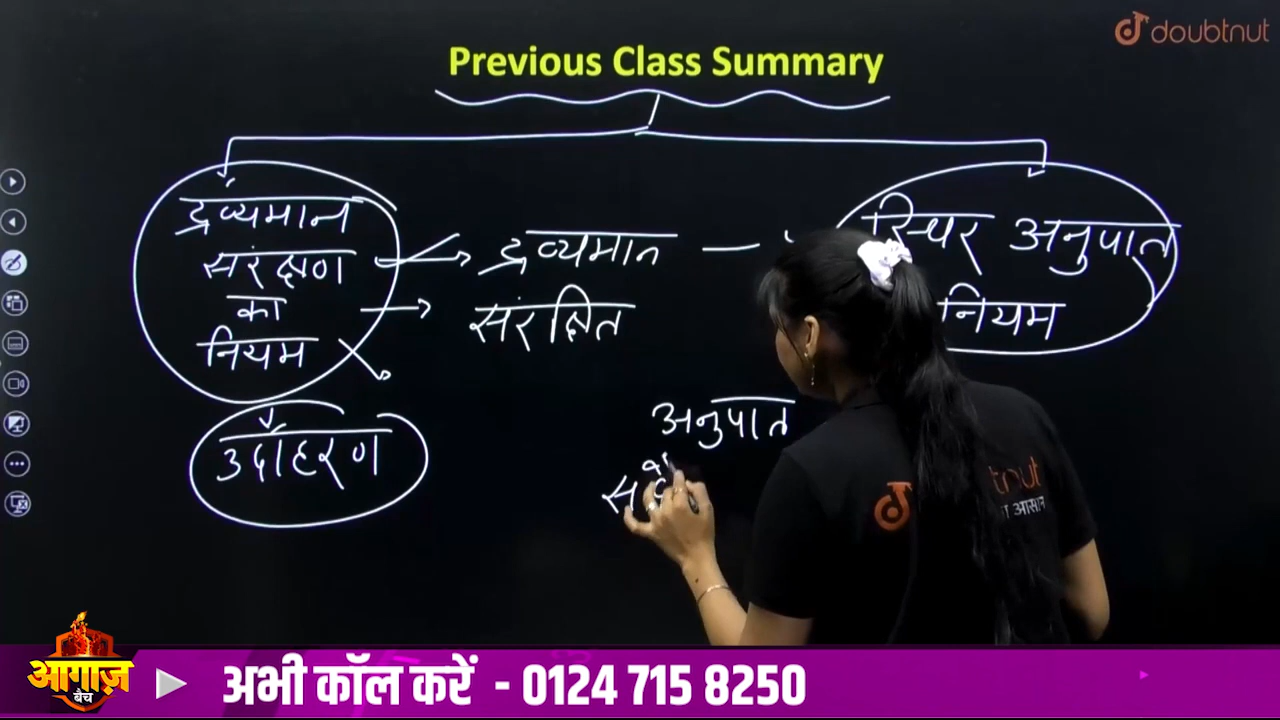 doubtnut
Previous Class Summary
द्रव्यमान
संरक्षण
का
नियम
द्रव्यमान
संरक्षित
स्थिर अनुपात
नियम
उदाहरण
अनुपात
आगाज़
बैच
अभी कॉल करें - 0124 715 8250